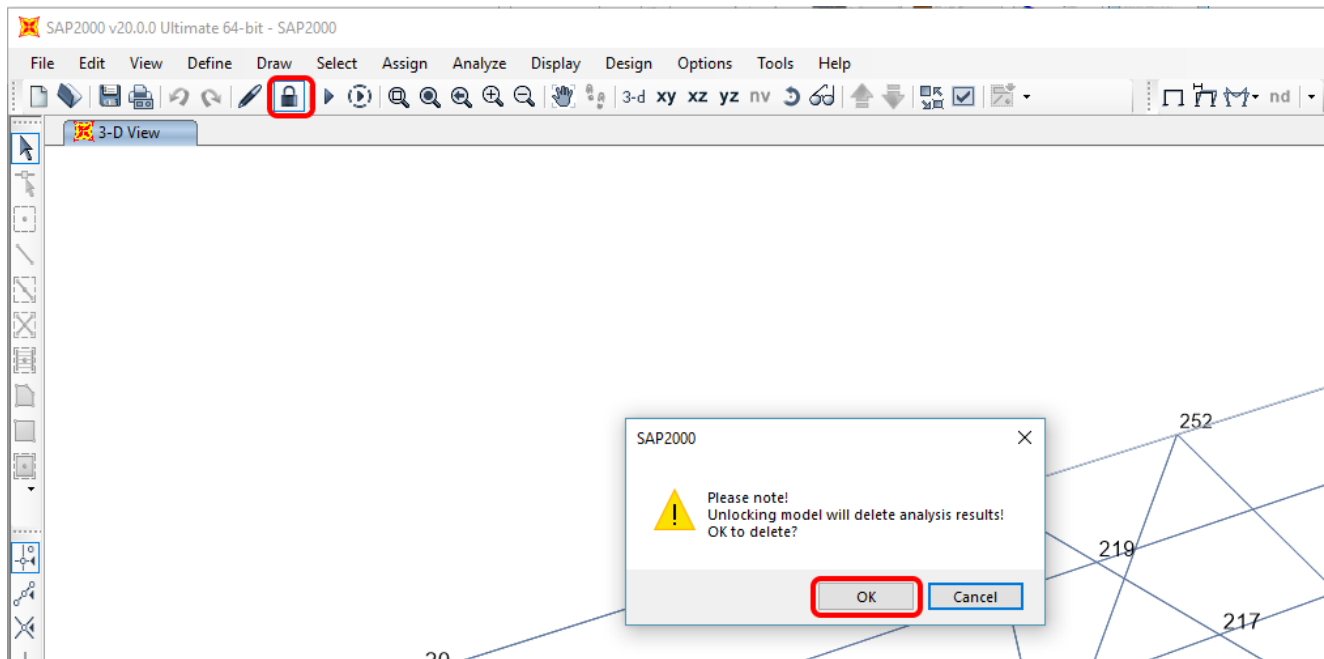 SAP2000 v20.0.0 Ultimate 64-bit - SAP2000
File Edit View Define Draw Select Assign Analyze Display Design Options Tools Help
3-d xy xz yz nv nd
3-D View
252
SAP2000
Please note!
Unlocking model will delete analysis results!
OK to delete?
219
OK Cancel
217